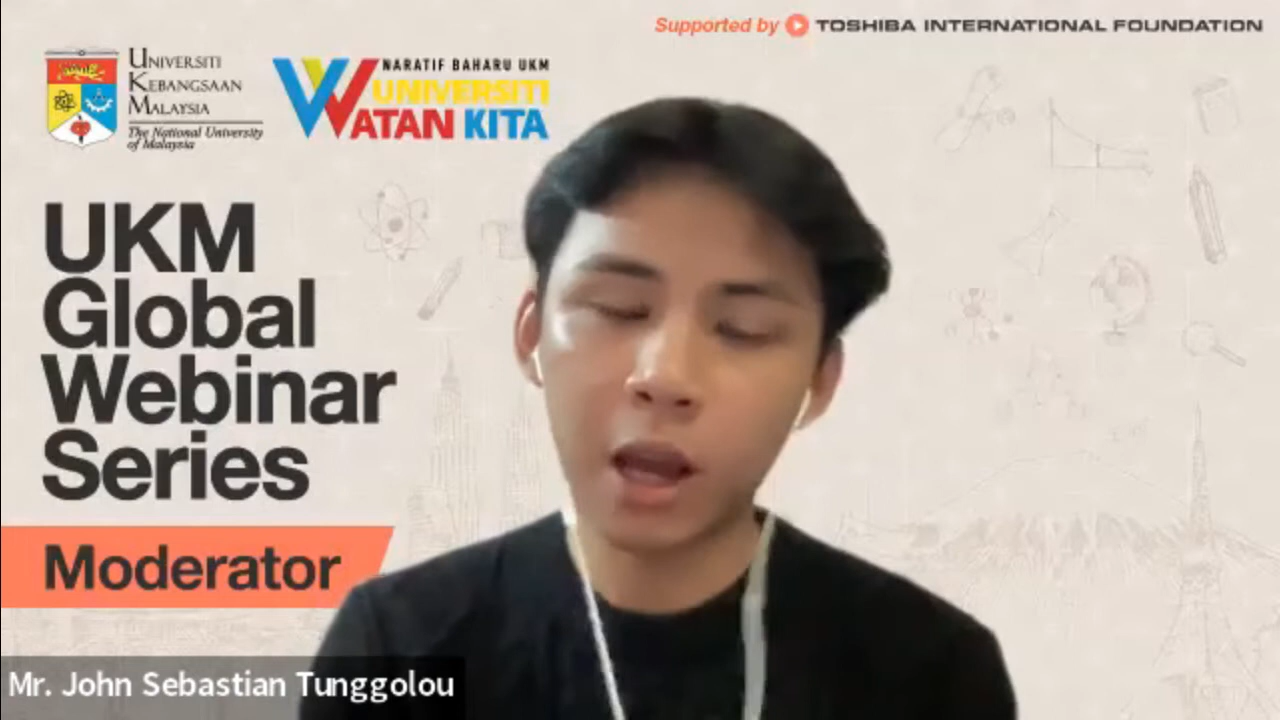 Supported by TOSHIBA INTERNATIONAL FOUNDATION
UNIVERSITI
KEBANGSAAN
MALAYSIA
The National University
of Malaysia
NARATIF BAHARU UKM
UNIVERSITI
WATAN KITA
UKM
Global
Webinar
Series
Moderator
Mr. John Sebastian Tunggolou